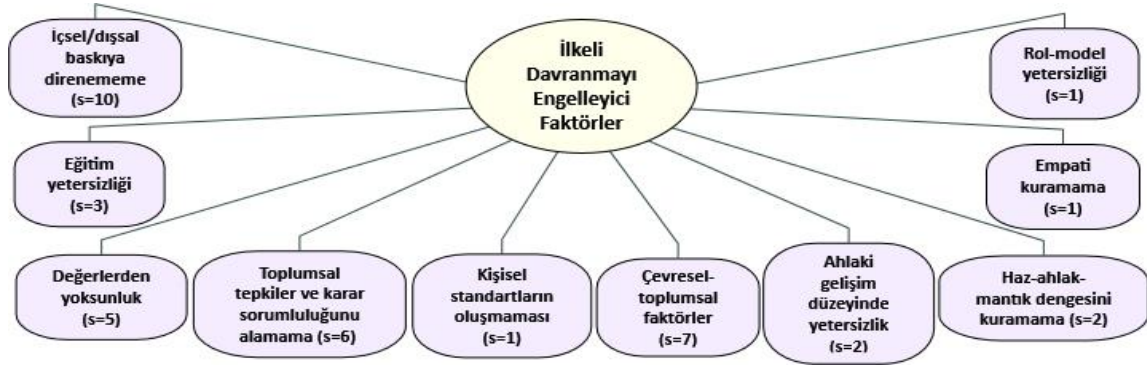 İlkeli
Davranmayı
Engelleyici
Faktörler
İçsel/dışsal
baskıya
direnememe
(s=10)
Eğitim
yetersizliği
(s=3)
Değerlerden
yoksunluk
(s=5)
Toplumsal
tepkiler ve karar
sorumluluğunu
alamama (s=6)
Kişisel
standartların
oluşmaması
(s=1)
Çevresel-
toplumsal
faktörler
(s=7)
Ahlaki
gelişim
düzeyinde
yetersizlik
(s=2)
Haz-ahlak-
mantık dengesini
kuramama (s=2)
Empati
kuramama
(s=1)
Rol-model
yetersizliği
(s=1)